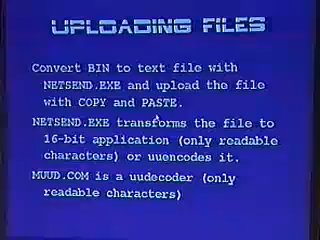 UPLOADING FILES
Convert BIN to text file with
NETSEND.EXE and upload the file
with COPY and PASTE.
NETSEND.EXE transforms the file to
16-bit application (only readable
characters) or uuencodes it.
MUUD.COM is a uudecoder (only
readable characters)